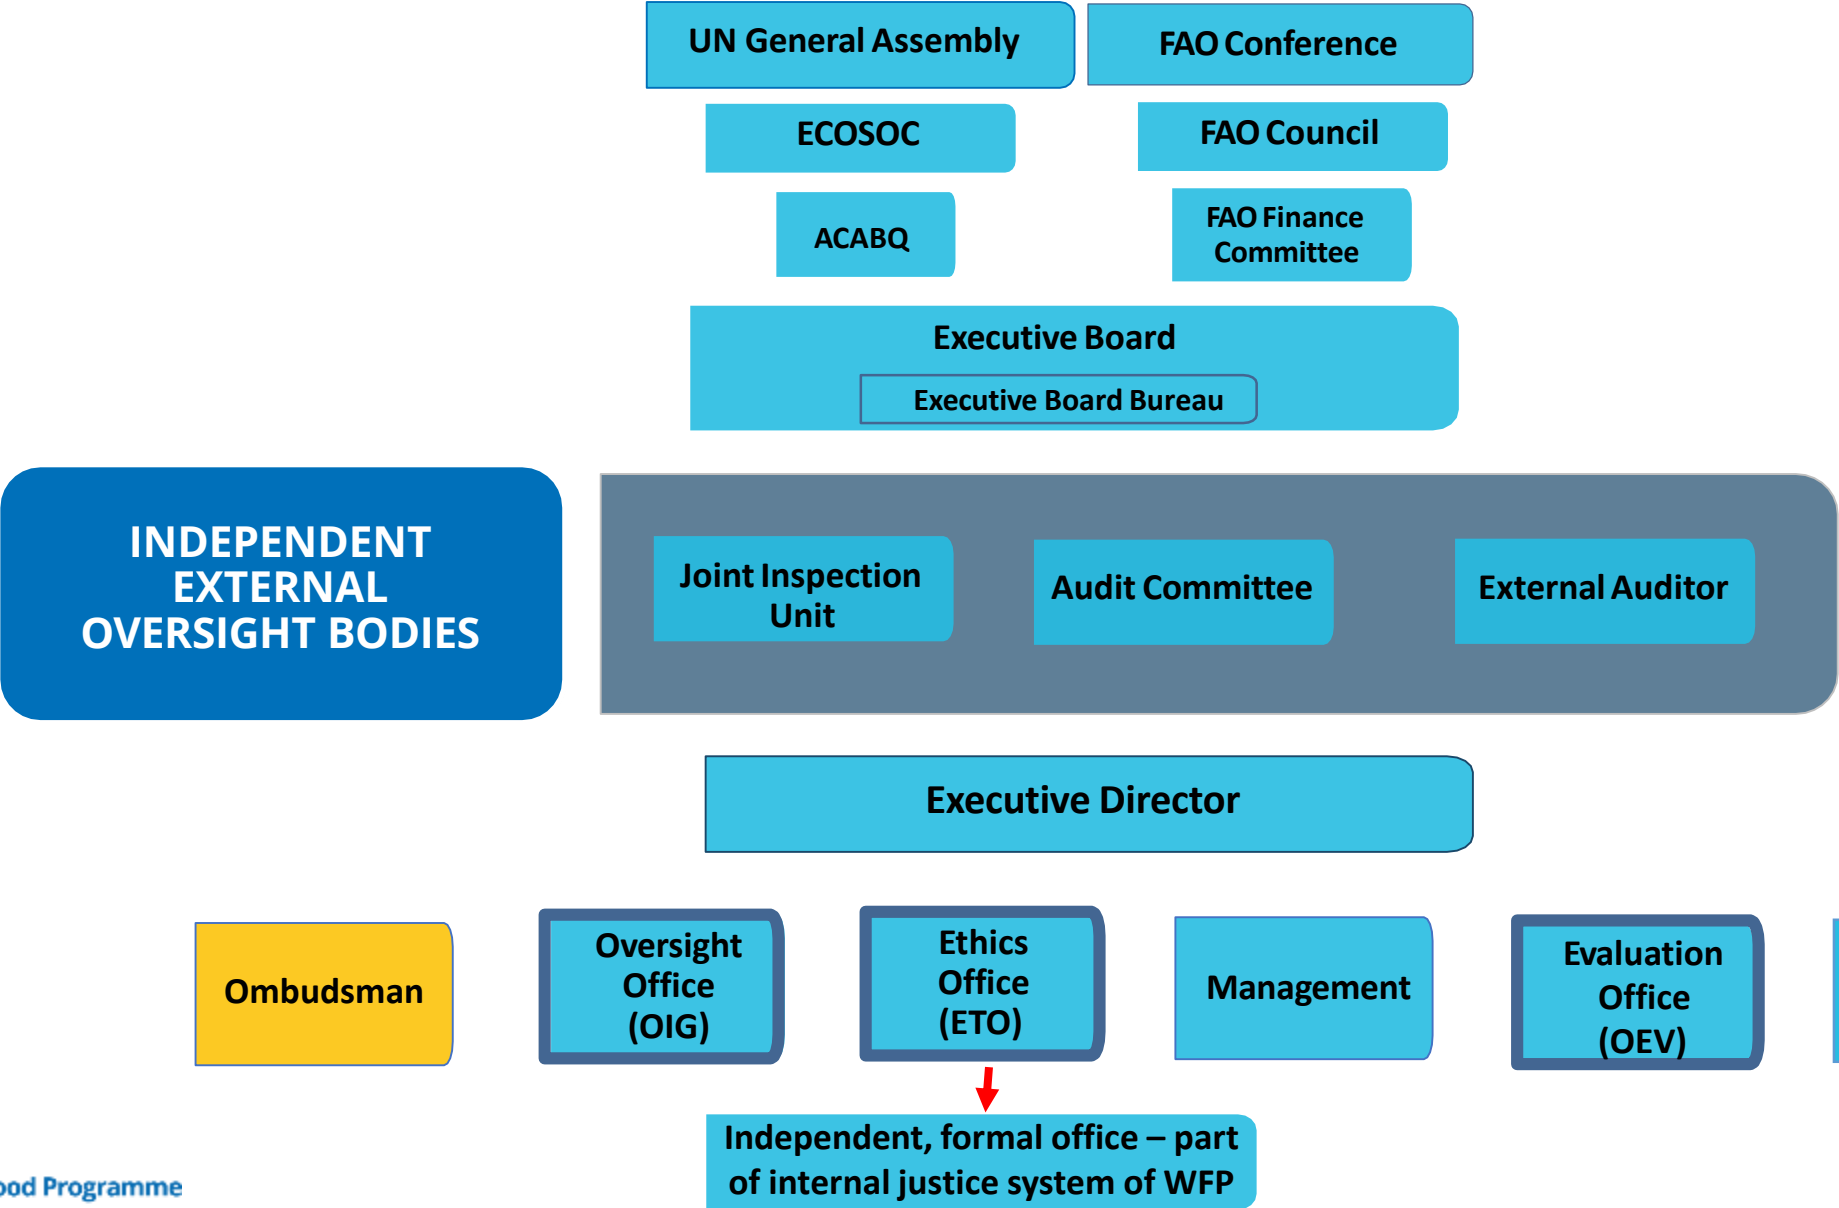 UN General Assembly
FAO Conference
ECOSOC
FAO Council
ACABQ
FAO Finance
Committee
Executive Board
Executive Board Bureau
INDEPENDENT
EXTERNAL
OVERSIGHT BODIES
Joint Inspection
Unit
Audit Committee
External Auditor
Executive Director
Ombudsman
Oversight
Office
(OIG)
Ethics
Office
(ETO)
Management
Evaluation
Office
(OEV)
Independent, formal office – part
of internal justice system of WFP
ood Programme